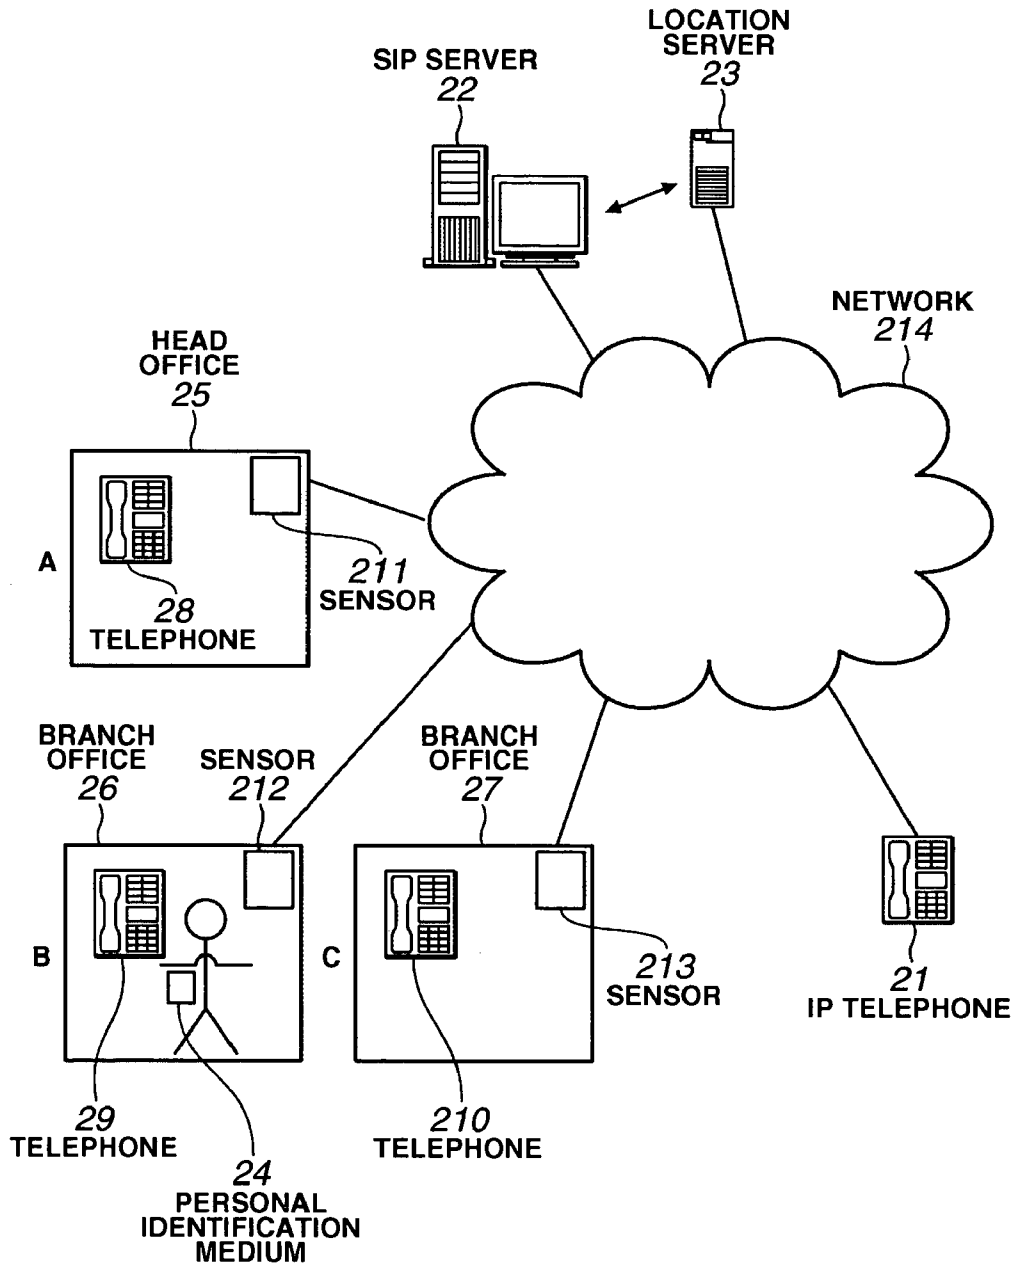 LOCATION
SERVER
23
SIP SERVER
22
NETWORK
214
HEAD
OFFICE
25
A
211
SENSOR
28
TELEPHONE
BRANCH
OFFICE
26
SENSOR
212
BRANCH
OFFICE
27
B
C
213
SENSOR
21
IP TELEPHONE
29
TELEPHONE
210
TELEPHONE
24
PERSONAL
IDENTIFICATION
MEDIUM